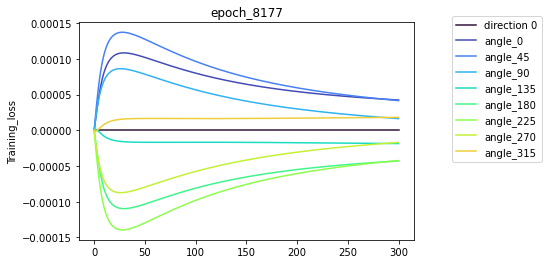 epoch_8177
Training_loss
0.00015
0.00010
0.00005
0.00000
−0.00005
−0.00010
−0.00015
0
50
100
150
200
250
300
direction 0
angle_0
angle_45
angle_90
angle_135
angle_180
angle_225
angle_270
angle_315